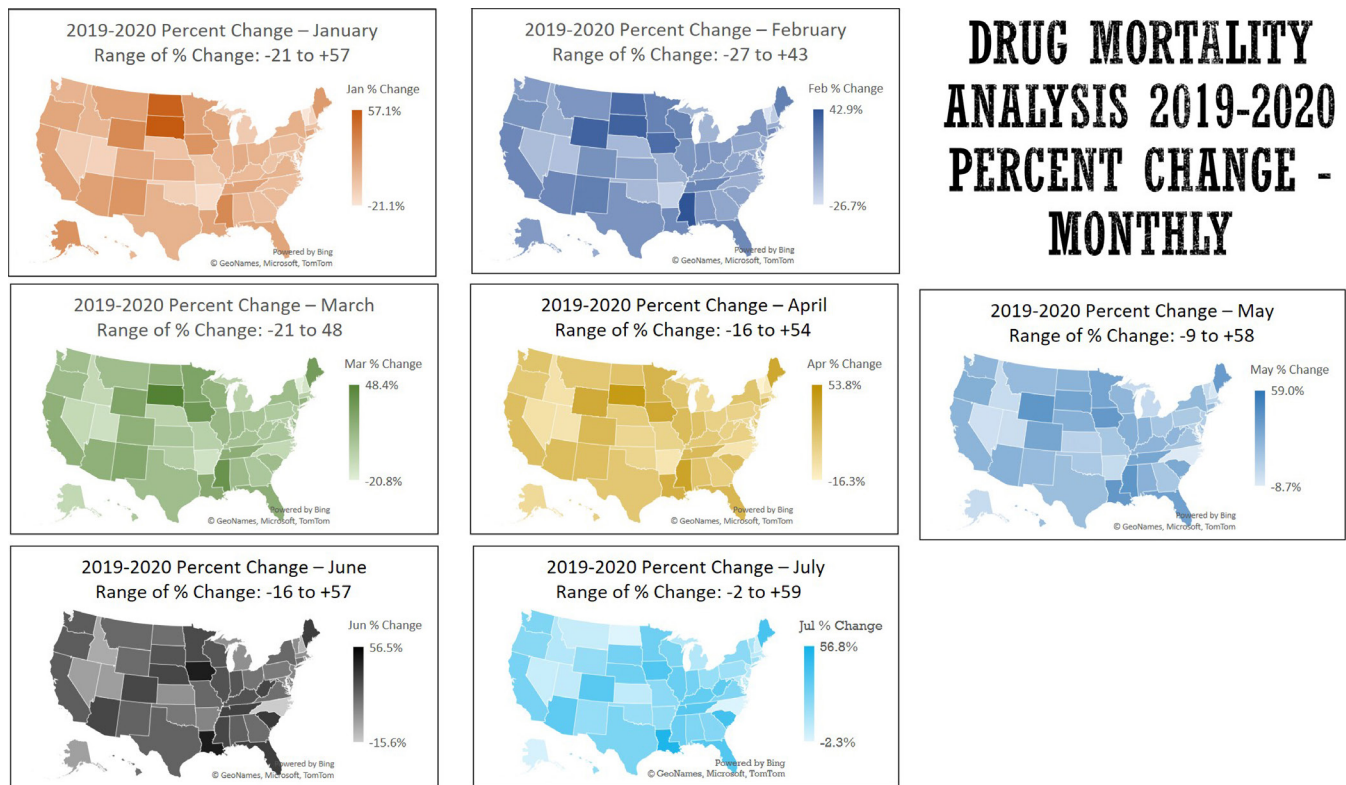 2019-2020 Percent Change – January
Range of % Change: -21 to +57
Jan % Change
57.1%
-21.1%
Powered by Bing
© GeoNames, Microsoft, TomTom
2019-2020 Percent Change – February
Range of % Change: -27 to +43
Feb % Change
42.9%
-26.7%
Powered by Bing
© GeoNames, Microsoft, TomTom
DRUG MORTALITY
ANALYSIS 2019-2020
PERCENT CHANGE -
MONTHLY
2019-2020 Percent Change – March
Range of % Change: -21 to 48
Mar % Change
48.4%
-20.8%
Powered by Bing
© GeoNames, Microsoft, TomTom
2019-2020 Percent Change – April
Range of % Change: -16 to +54
Apr % Change
53.8%
-16.3%
Powered by Bing
© GeoNames, Microsoft, TomTom
2019-2020 Percent Change – May
Range of % Change: -9 to +58
May % Change
59.0%
-8.7%
Powered by Bing
© GeoNames, Microsoft, TomTom
2019-2020 Percent Change – June
Range of % Change: -16 to +57
Jun % Change
56.5%
-15.6%
Powered by Bing
© GeoNames, Microsoft, TomTom
2019-2020 Percent Change – July
Range of % Change: -2 to +59
Jul % Change
56.8%
-2.3%
Powered by Bing
© GeoNames, Microsoft, TomTom